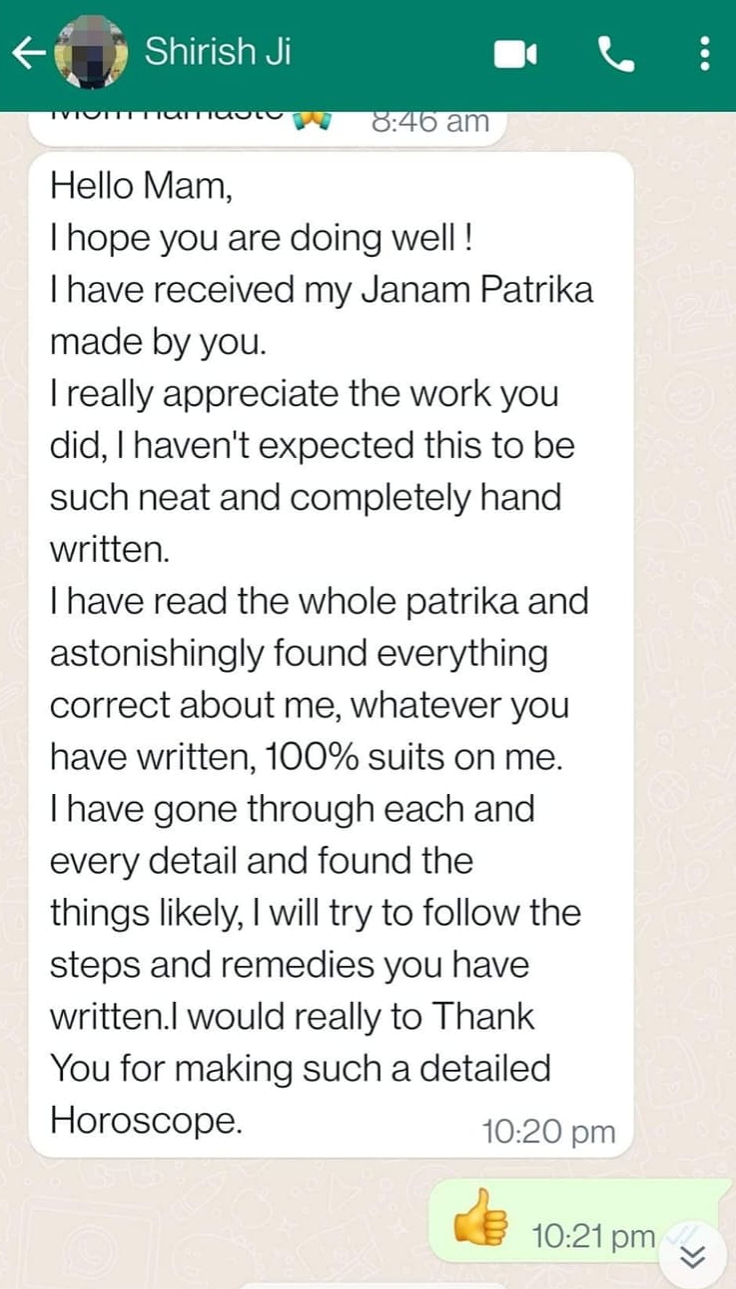 Shirish Ji
8:46 am
Hello Mam,
I hope you are doing well !
I have received my Janam Patrika
made by you.
I really appreciate the work you
did, I haven't expected this to be
such neat and completely hand
written.
I have read the whole patrika and
astonishingly found everything
correct about me, whatever you
have written, 100% suits on me.
I have gone through each and
every detail and found the
things likely, I will try to follow the
steps and remedies you have
written.I would really to Thank
You for making such a detailed
Horoscope.
10:20 pm
👍 10:21 pm